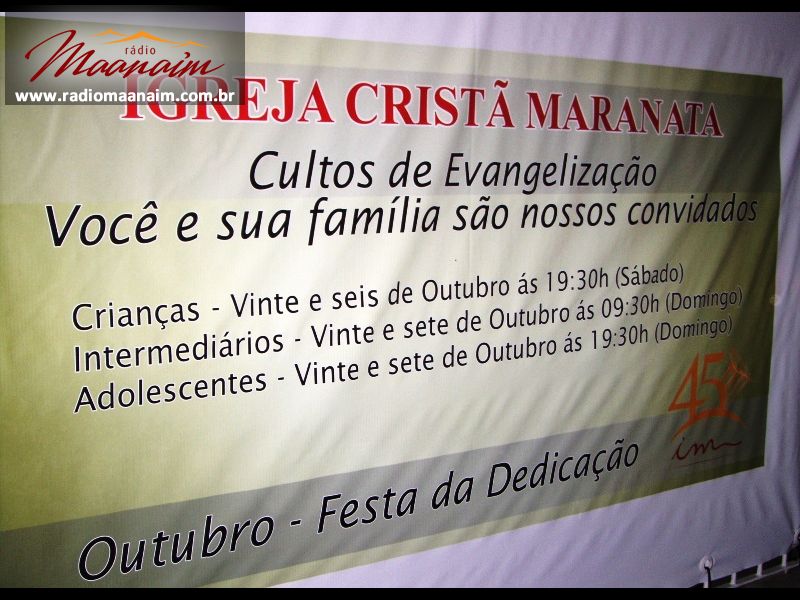 rádio
Maanaim
www.radiomaanaim.com.br
IGREJA CRISTÃ MARANATA
Cultos de Evangelização
Você e sua família são nossos convidados
Crianças - Vinte e seis de Outubro ás 19:30h (Sábado)
Intermediários - Vinte e sete de Outubro ás 09:30h (Domingo)
Adolescentes - Vinte e sete de Outubro ás 19:30h (Domingo)
45
im
Outubro - Festa da Dedicação